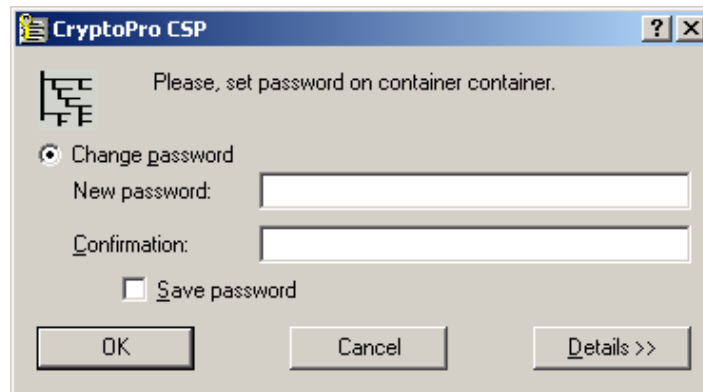 CryptoPro CSP
Please, set password on container container.
Change password
New password:
Confirmation:
Save password
OK Cancel Details >>